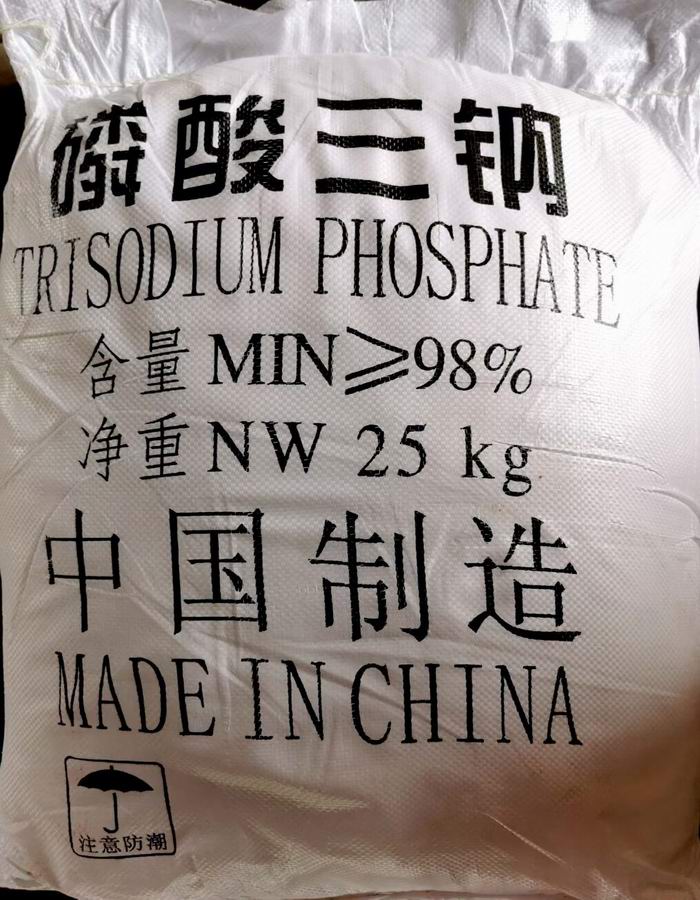 磷酸三钠
TRISODIUM PHOSPHATE
含量 MIN≥98%
净重 NW 25 kg
中国制造
MADE IN CHINA
注意防潮